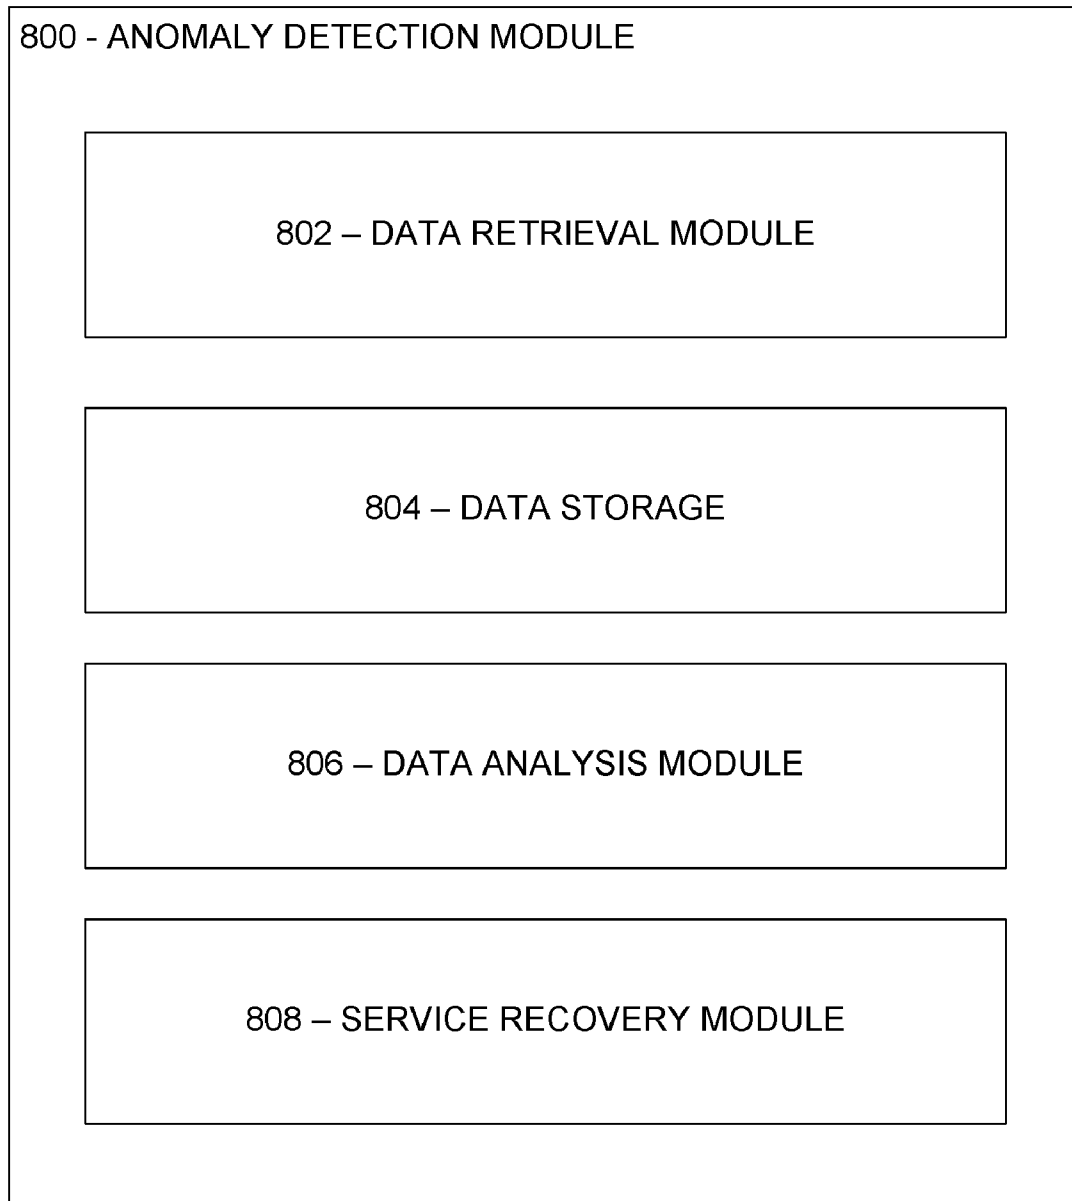 800 - ANOMALY DETECTION MODULE
802 – DATA RETRIEVAL MODULE
804 – DATA STORAGE
806 – DATA ANALYSIS MODULE
808 – SERVICE RECOVERY MODULE